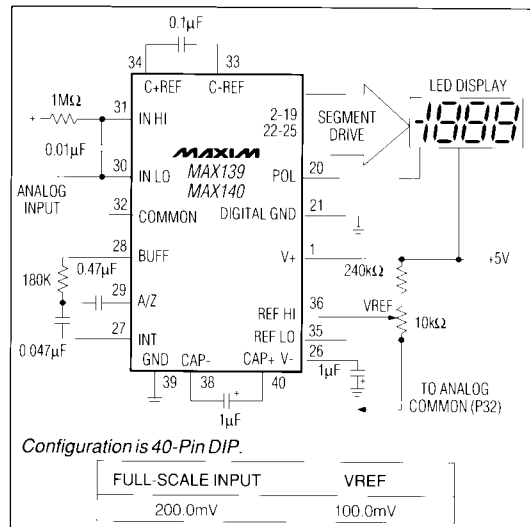 0.1µF
34 33
C+REF C-REF
LED DISPLAY
1MΩ
31
+
IN HI
2-19
22-25
SEGMENT
DRIVE
-1888
0.01µF
MAXIM
MAX139
MAX140
30
IN LO
POL
20
ANALOG
INPUT
32
COMMON
DIGITAL GND
21
28
BUFF
V+
1
+5V
180K
0.47µF
240kΩ
29
A/Z
REF HI
36
VREF
10kΩ
27
INT
REF LO
35
0.047µF
GND CAP- CAP+ V-
26
39 38 40
1µF
+
1µF
+
TO ANALOG
COMMON (P32)
Configuration is 40-Pin DIP.
FULL-SCALE INPUT VREF
200.0mV 100.0mV